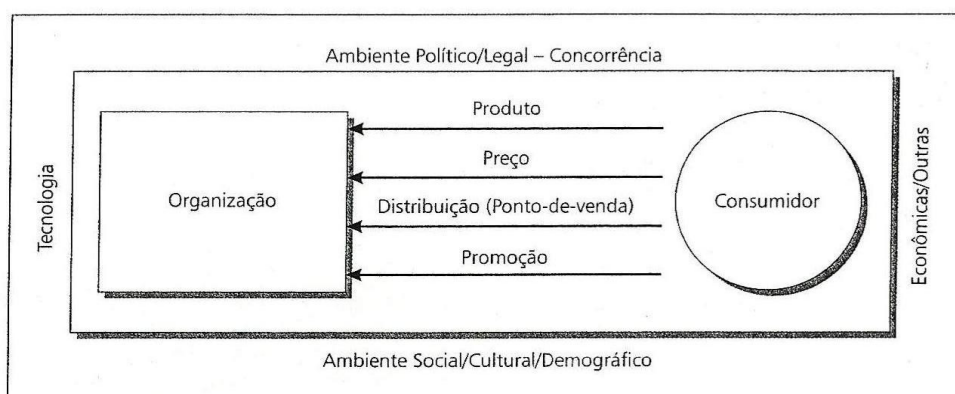 Ambiente Político/Legal – Concorrência
Tecnologia
Organização
Produto
Preço
Distribuição (Ponto-de-venda)
Promoção
Consumidor
Econômicas/Outras
Ambiente Social/Cultural/Demográfico